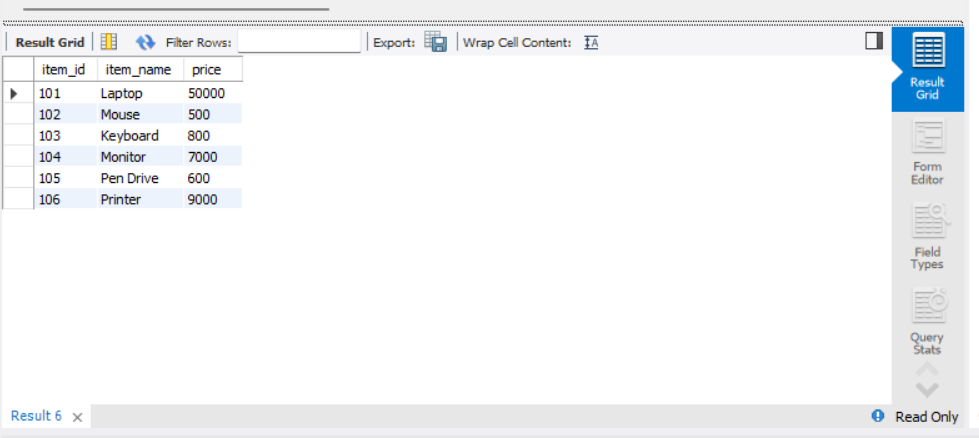 Result Grid Filter Rows: Export: Wrap Cell Content: IA
item_id item_name price
101 Laptop 50000
102 Mouse 500
103 Keyboard 800
104 Monitor 7000
105 Pen Drive 600
106 Printer 9000
Result
Grid
Form
Editor
Field
Types
Query
Stats
Result 6 Read Only